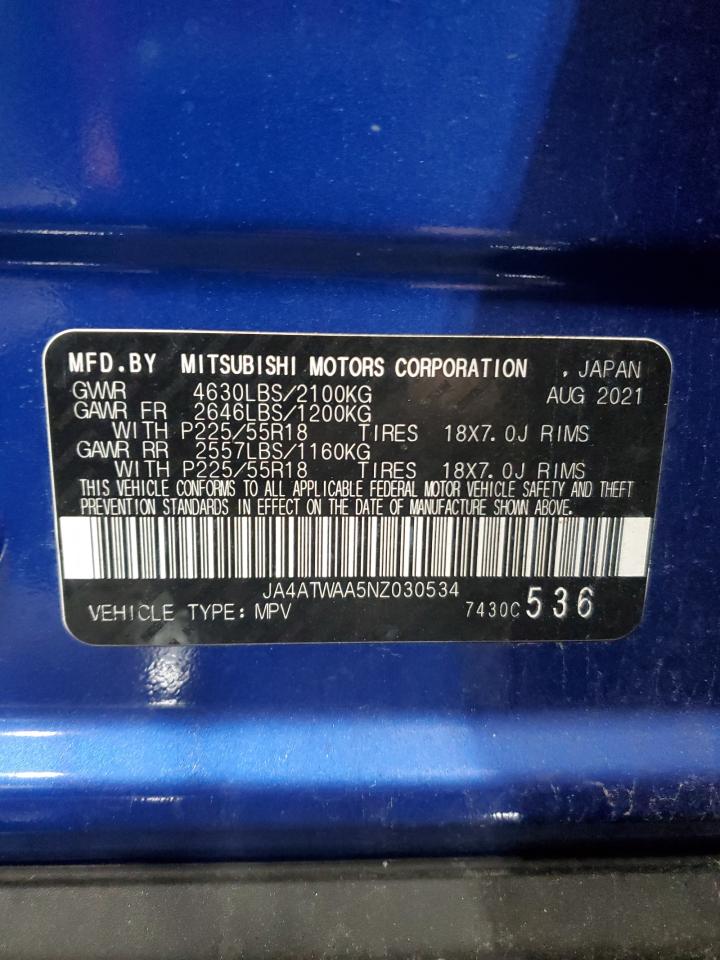 MFD.BY MITSUBISHI MOTORS CORPORATION , JAPAN
GVWR 4630LBS/2100KG AUG 2021
GAWR FR 2646LBS/1200KG
WITH P225/55R18 TIRES 18X7.0J RIMS
GAWR RR 2557LBS/1160KG
WITH P225/55R18 TIRES 18X7.0J RIMS
THIS VEHICLE CONFORMS TO ALL APPLICABLE FEDERAL MOTOR VEHICLE SAFETY AND THEFT
PREVENTION STANDARDS IN EFFECT ON THE DATE OF MANUFACTURE SHOWN ABOVE.
JA4ATWAA5NZ030534
VEHICLE TYPE: MPV 7430C 536